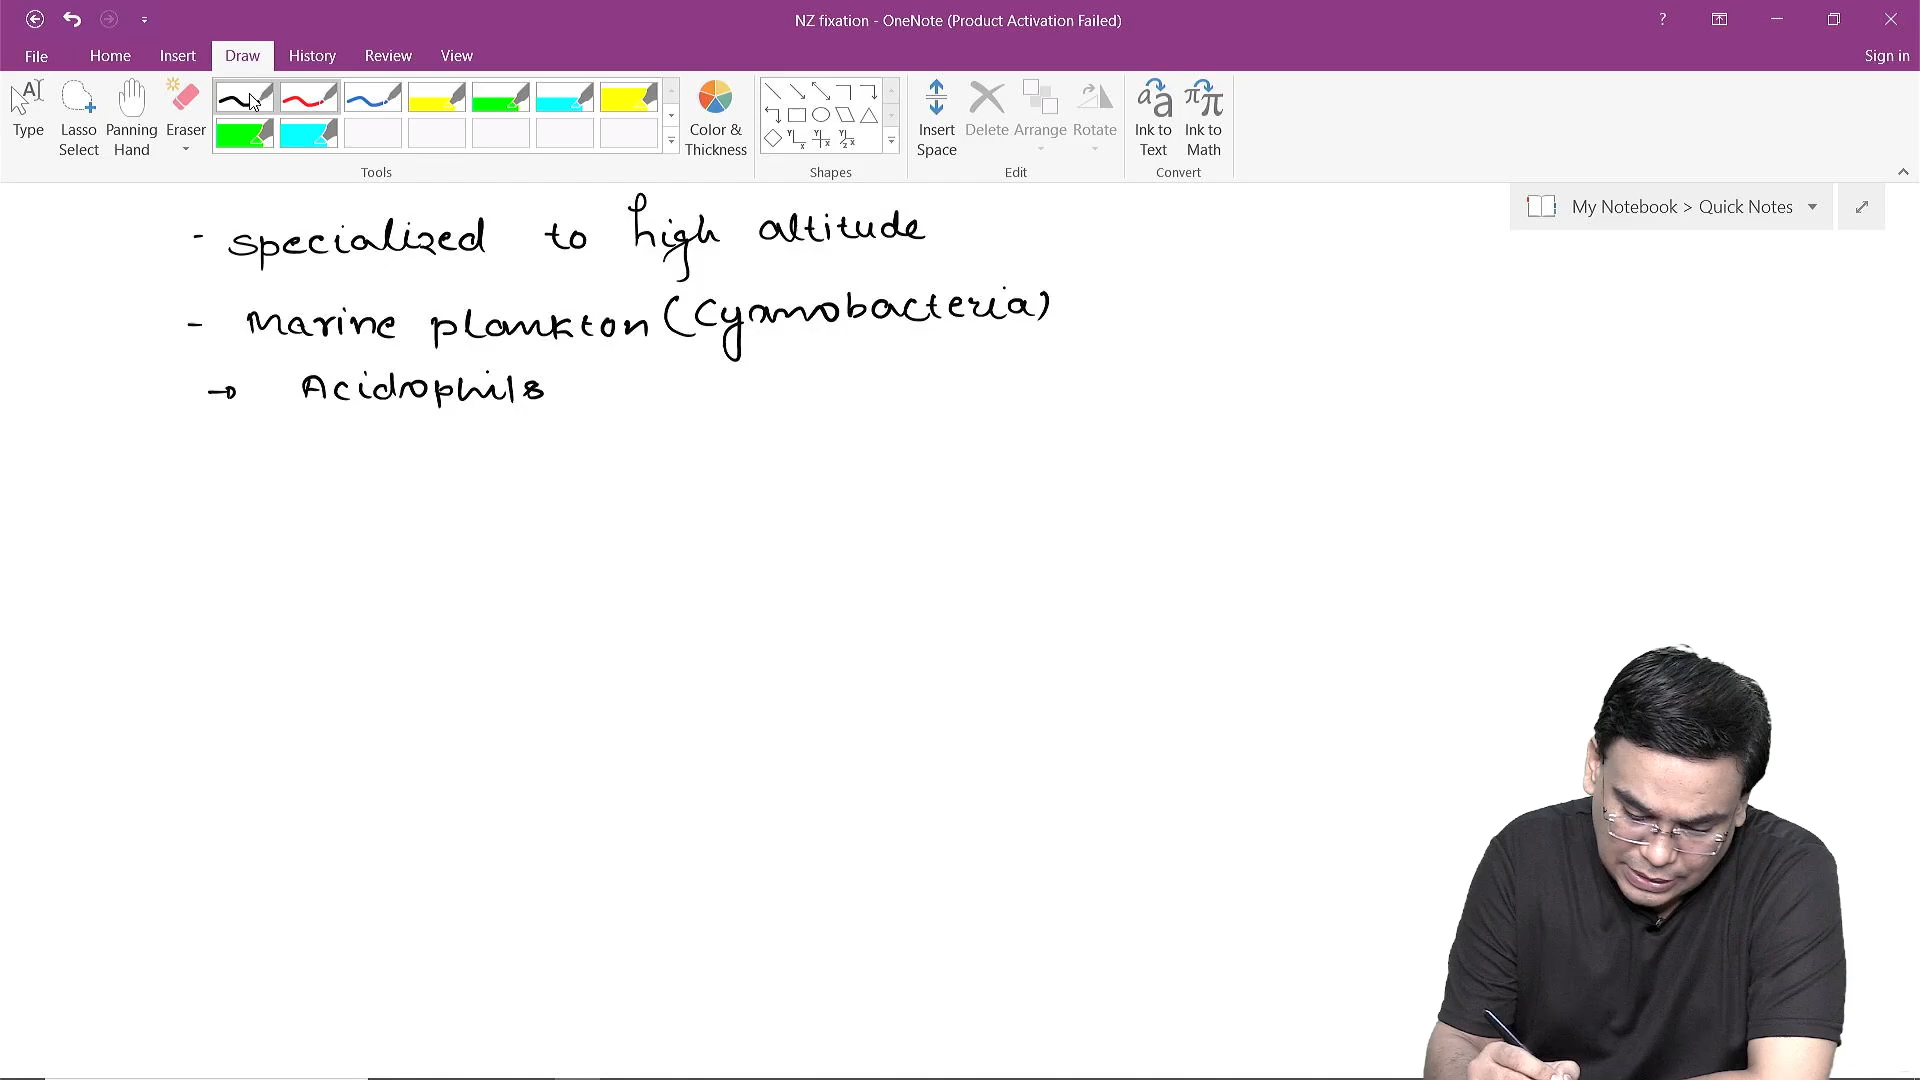 NZ fixation - OneNote (Product Activation Failed)
?
File Home Insert Draw History Review View
Sign in
Type
Lasso Select
Panning Hand
Eraser
Color & Thickness
Insert Space
Delete
Arrange
Rotate
Ink to Text
Ink to Math
Tools
Shapes
Edit
Convert
My Notebook > Quick Notes
- specialized to high altitude
- Marine plankton (Cyanobacteria)
→ Acidrophils